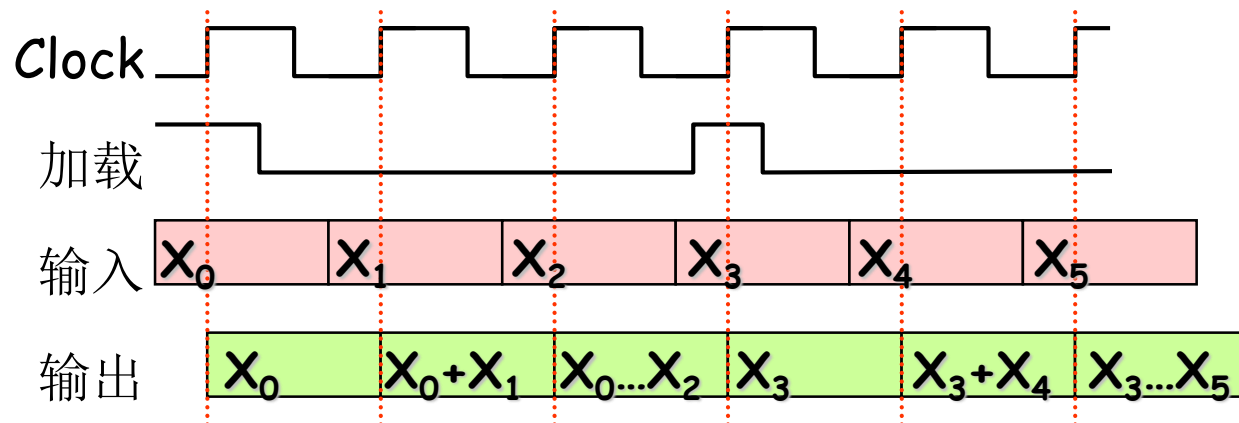 Clock
加载
输入 X₀ X₁ X₂ X₃ X₄ X₅
输出 X₀ X₀+X₁ X₀...X₂ X₃ X₃+X₄ X₃...X₅